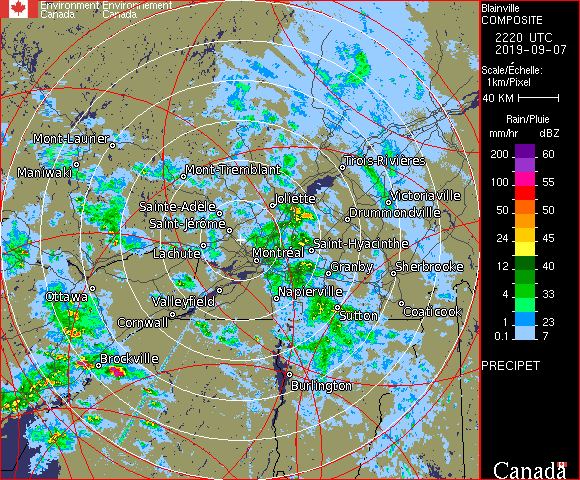 Environment Environnement
Canada Canada
Blainville
COMPOSITE
2220 UTC
2019-09-07
Scale/Échelle:
1km/Pixel
40 KM
Rain/Pluie
mm/hr dBZ
200 60
100 55
50 50
24 45
12 40
4 33
1 23
0.1 7
PRECIPET
Mont-Laurier
Maniwaki
Mont-Tremblant
Trois-Rivières
Joliette
Victoriaville
Sainte-Adele
Drummondville
Saint-Jérome
Saint-Hyacinthe
Lachute
Montréal
Granby
Sherbrooke
Ottawa
Valleyfield
Napierville
Coaticook
Cornwall
Sutton
Brockville
Burlington
Canada